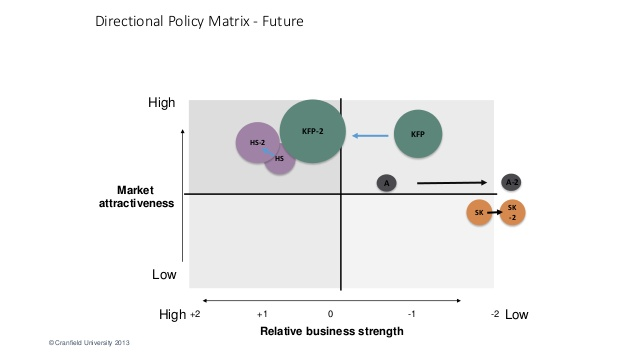 Directional Policy Matrix - Future
High
HS-2
HS
KFP-2
KFP
A
A-2
Market
attractiveness
SK
SK
-2
Low
High +2 +1 0 -1 -2 Low
Relative business strength
©Cranfield University 2013